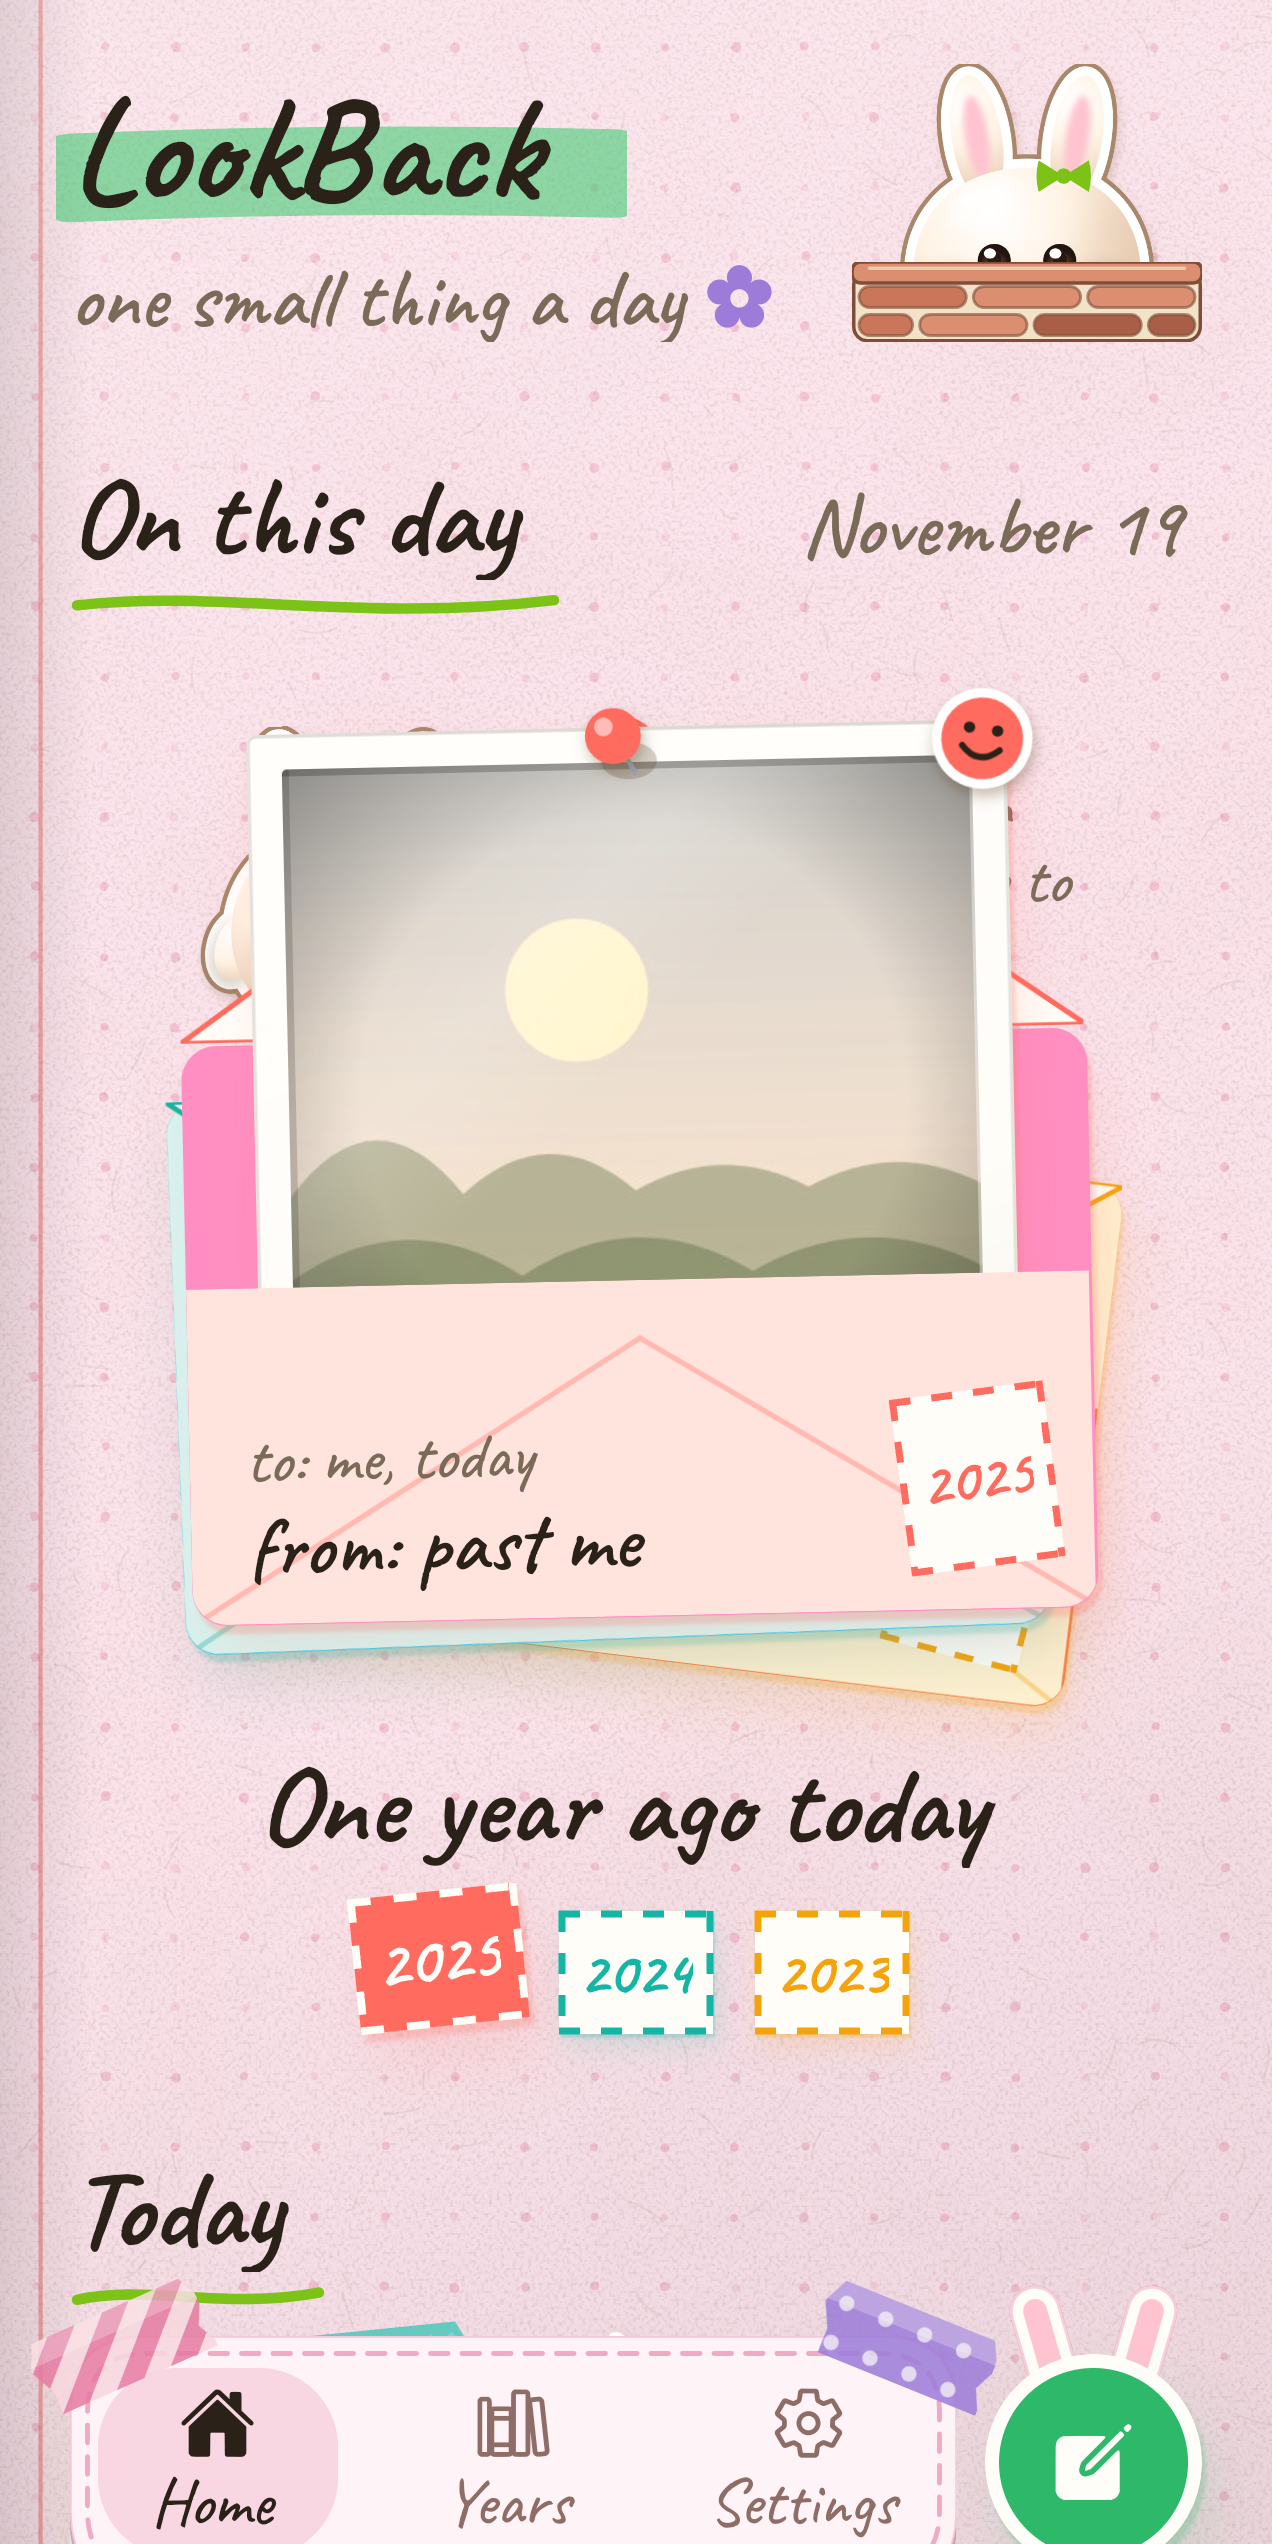 LookBack
one small thing a day
On this day
November 19
to
to: me, today
from: past me
2025
One year ago today
2025
2024
2023
Today
Home
Years
Settings